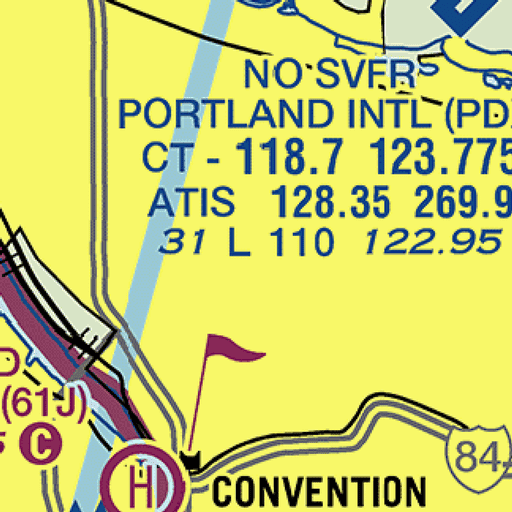 NO SVFR
PORTLAND INTL (PD
CT - 118.7 123.775
ATIS 128.35 269.9
31 L 110 122.95
(61J)
C
84
H
CONVENTION